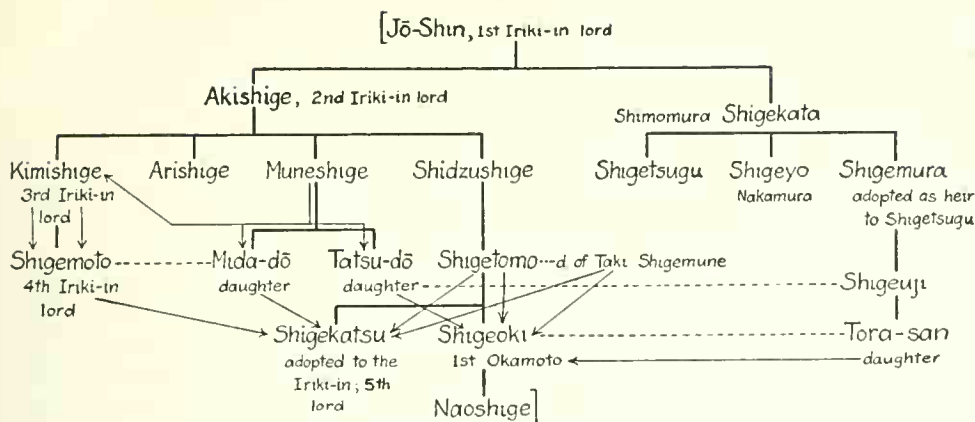 [Jō-Shin, 1st Iriki-in lord
Akishige, 2nd Iriki-in lord
Shimomura Shigekata
Kimishige Arishige Muneshige Shidzushige Shigetsugu Shigeyo Shigemura
3rd Iriki-in Nakamura adopted as heir
lord to Shigetsugu
Shigemoto Mida-dō Tatsu-dō Shigetomo d of Taki Shigemune
4th Iriki-in daughter daughter Shigeuji
lord
Shigekatsu Shigeoki Tora-san
adopted to the 1st Okamoto daughter
Iriki-in; 5th
lord
Naoshige]